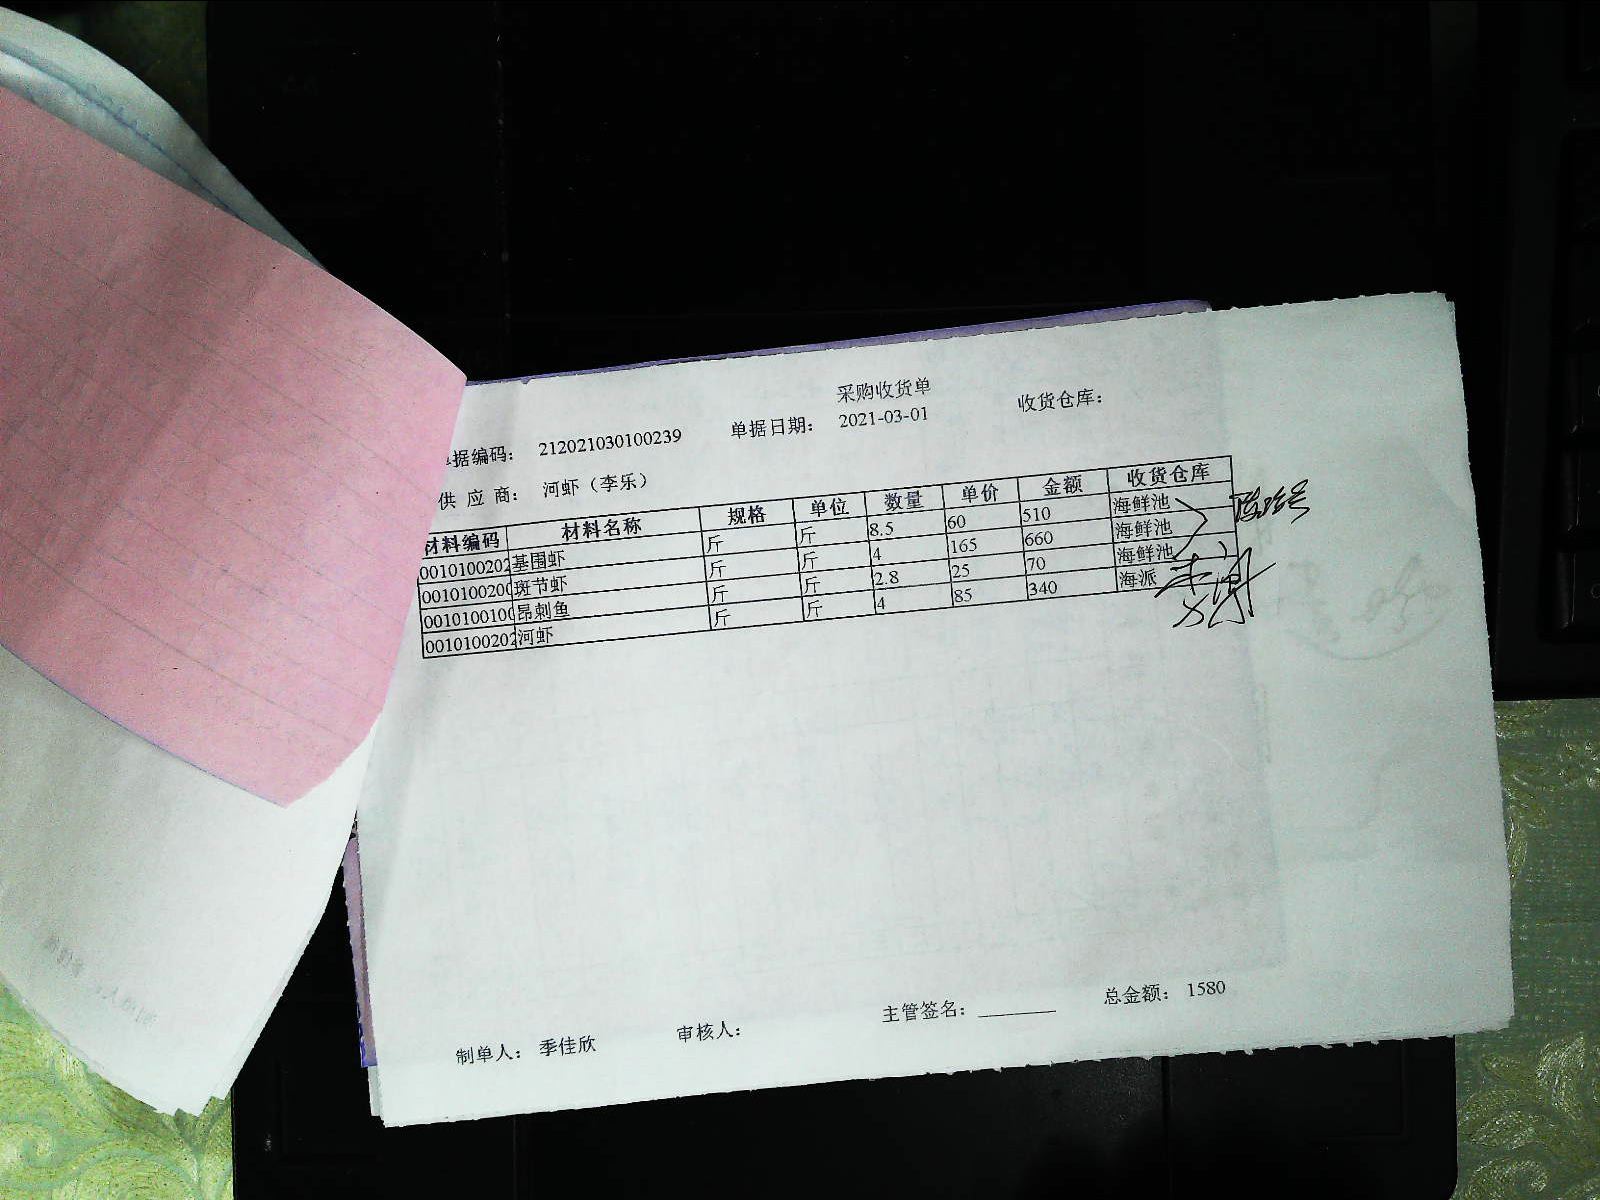 采购收货单
据编码： 212021030100239 单据日期： 2021-03-01 收货仓库：
供 应 商： 河虾（李乐）
材料编码 材料名称 规格 单位 数量 单价 金额 收货仓库
0010100202 基围虾 斤 斤 8.5 60 510 海鲜池
001010020 斑节虾 斤 斤 4 165 660 海鲜池
001010010 昂刺鱼 斤 斤 2.8 25 70 海鲜池
0010100202 河虾 斤 斤 4 85 340 海派
制单人： 季佳欣 审核人： 主管签名： 总金额： 1580